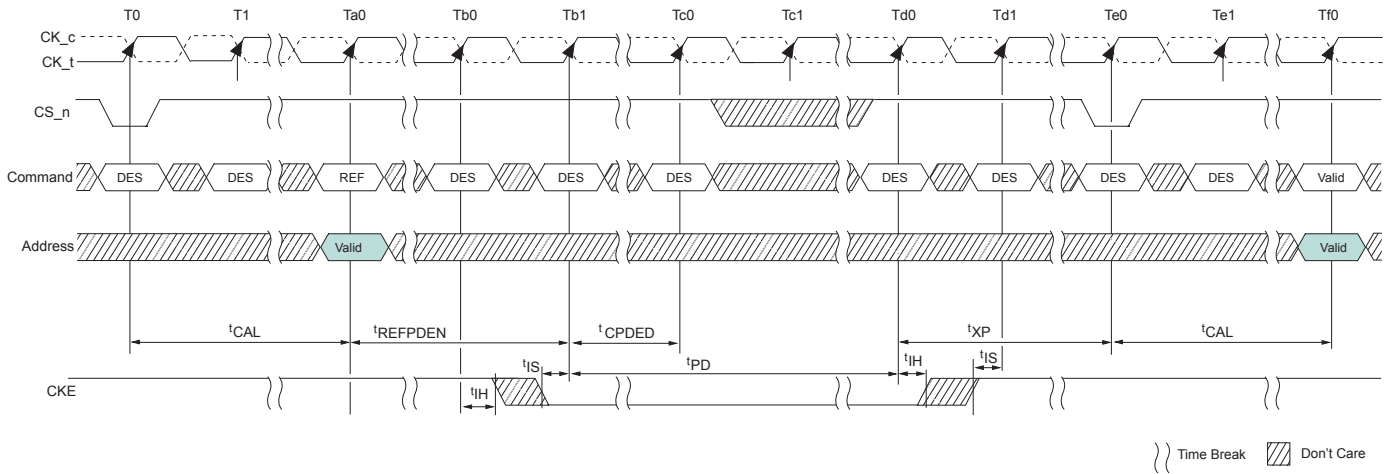 T0 T1 Ta0 Tb0 Tb1 Tc0 Tc1 Td0 Td1 Te0 Te1 Tf0
CK_c
CK_t
CS_n
Command DES DES REF DES DES DES DES DES DES DES Valid
Address Valid Valid
tCAL tREFPDEN tCPDED tXP tCAL
tIS tPD tIH tIS
CKE tIH
Time Break Don't Care